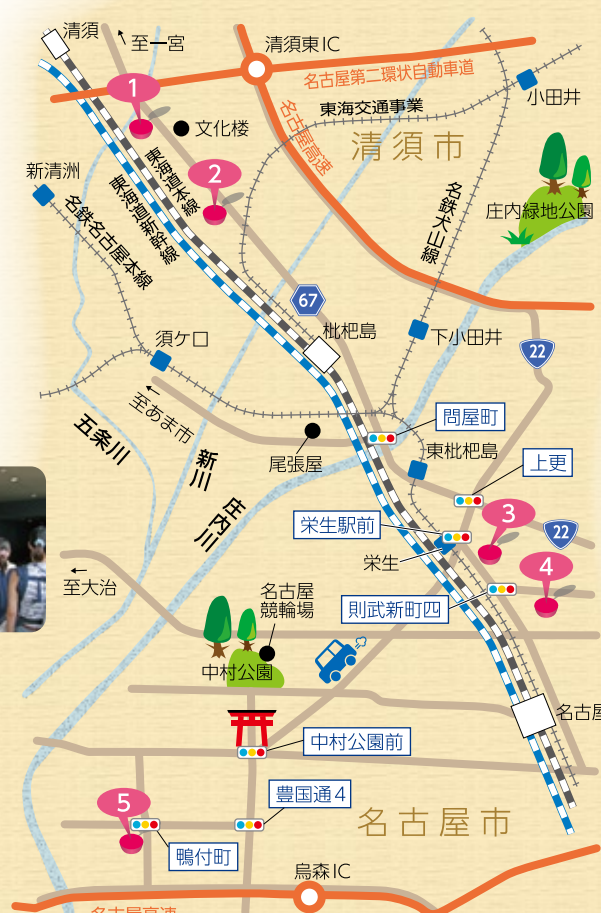 清須
至一宮
清須東IC
名古屋第二環状自動車道
小田井
東海交通事業
1
文化楼
名古屋高速
清須市
新清洲
東海道本線
2
東海道新幹線
名鉄名古屋本線
名鉄犬山線
庄内緑地公園
67
枇杷島
下小田井
22
須ケ口
至あま市
問屋町
五条川
新川
尾張屋
東枇杷島
上更
庄内川
栄生駅前
3
22
栄生
4
至大治
名古屋
競輪場
則武新町四
中村公園
名古屋
中村公園前
豊国通4
5
名古屋市
鴨付町
烏森IC
名古屋高速